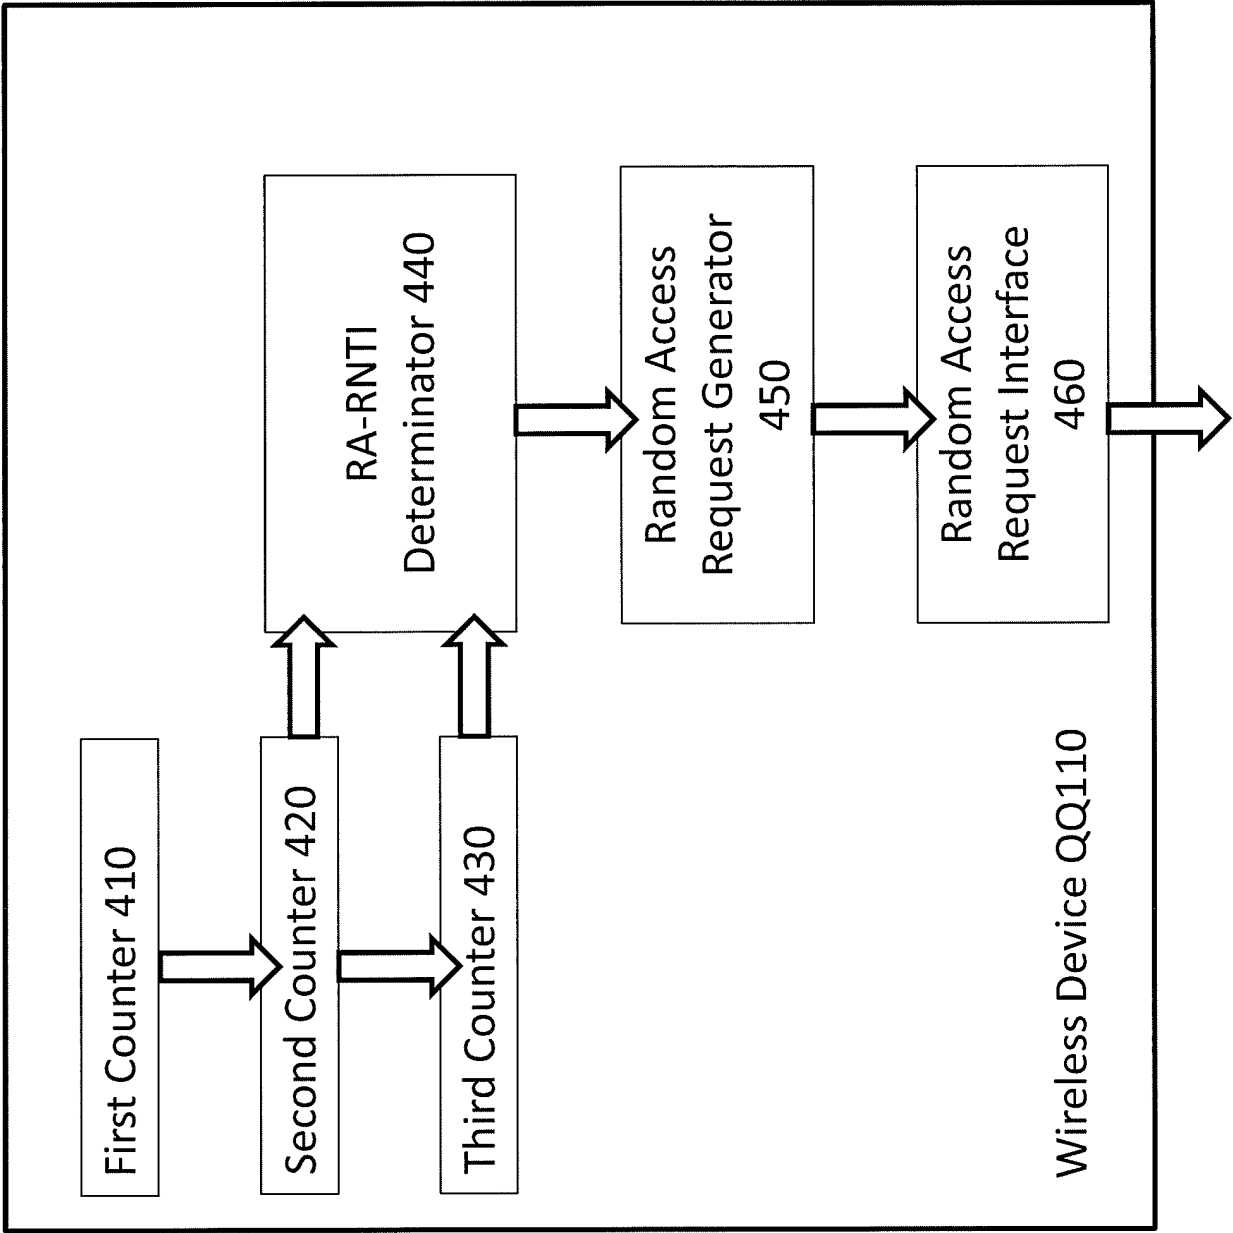 First Counter 410
Second Counter 420
Third Counter 430
RA-RNTI
Determinator 440
Random Access
Request Generator
450
Random Access
Request Interface
460
Wireless Device QQ110